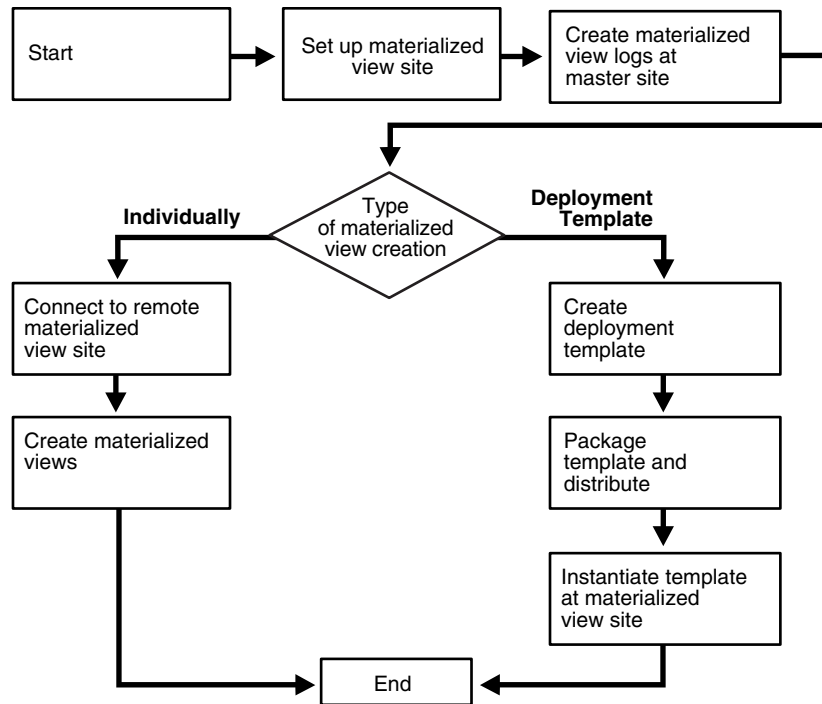 Start
Set up materialized
view site
Create materialized
view logs at
master site
Individually
Type
of materialized
view creation
Deployment
Template
Connect to remote
materialized
view site
Create
deployment
template
Create materialized
views
Package
template and
distribute
Instantiate template
at materialized
view site
End